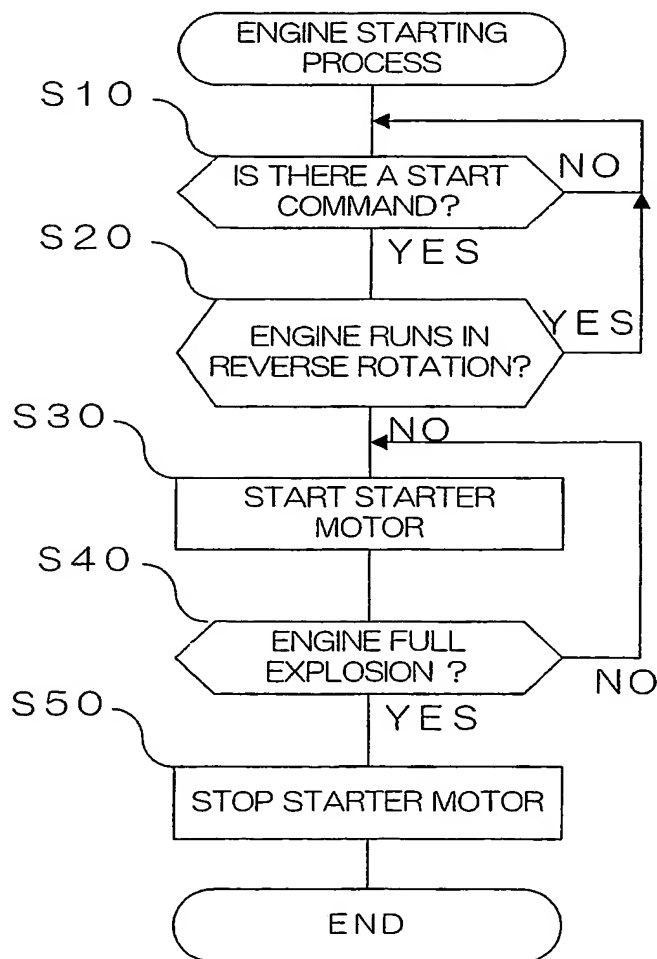 ENGINE STARTING
PROCESS
S10
IS THERE A START
COMMAND?
NO
S20
YES
ENGINE RUNS IN
REVERSE ROTATION?
YES
S30
NO
START STARTER
MOTOR
S40
ENGINE FULL
EXPLOSION ?
NO
S50
YES
STOP STARTER MOTOR
END